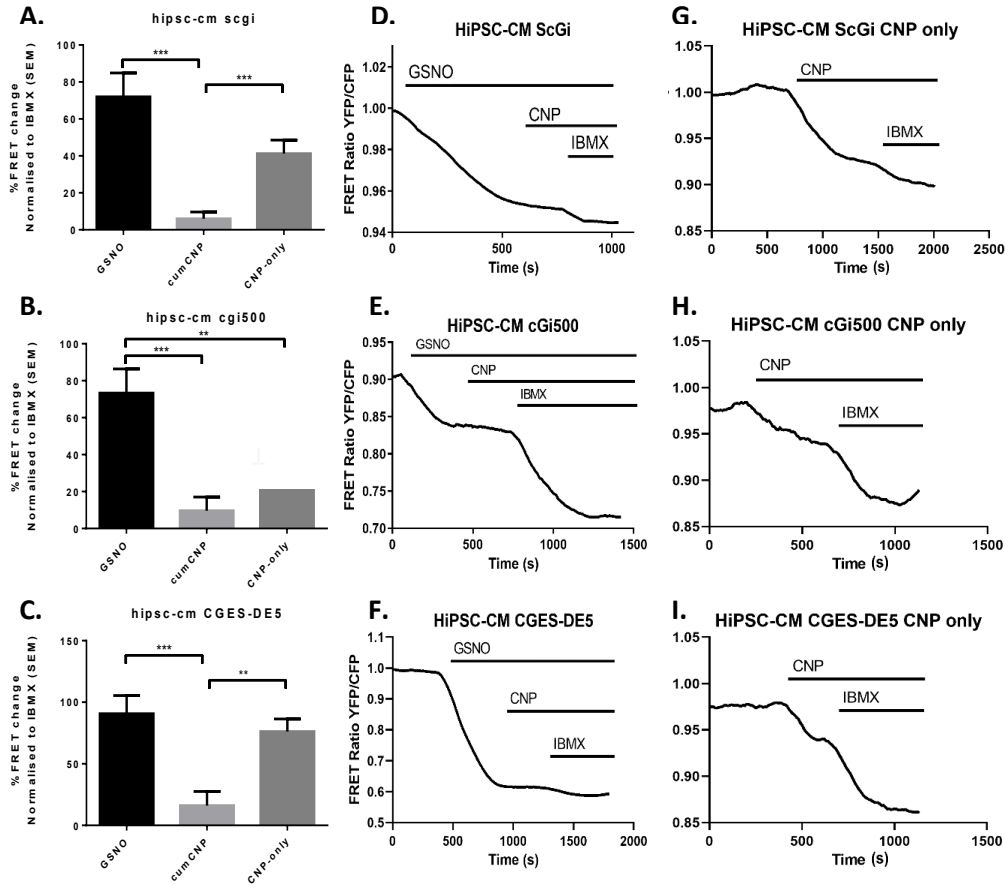 A.
hipsc-cm scgi
%FRET change
Normalised to IBMX (SEM)
100
80
60
40
20
0
***
***
GSNO
cumCNP
CNP-only
D.
HiPSC-CM ScGi
FRET Ratio YFP/CFP
1.02
1.00
0.98
0.96
0.94
GSNO
CNP
IBMX
0
500
1000
Time (s)
G.
HiPSC-CM ScGi CNP only
1.05
1.00
0.95
0.90
0.85
CNP
IBMX
0
500
1000
1500
2000
2500
Time (s)
B.
hipsc-cm cgi500
%FRET change
Normalised to IBMX (SEM)
100
80
60
40
20
0
**
***
GSNO
cumCNP
CNP-only
E.
HiPSC-CM cGi500
FRET Ratio YFP/CFP
0.95
0.90
0.85
0.80
0.75
0.70
GSNO
CNP
IBMX
0
500
1000
1500
Time (s)
H.
HiPSC-CM cGi500 CNP only
1.05
1.00
0.95
0.90
0.85
CNP
IBMX
0
500
1000
1500
Time (s)
C.
hipsc-cm CGES-DE5
%FRET change
Normalised to IBMX (SEM)
150
100
50
0
***
**
GSNO
cumCNP
CNP-only
F.
HiPSC-CM CGES-DE5
FRET Ratio YFP/CFP
1.1
1.0
0.9
0.8
0.7
0.6
0.5
GSNO
CNP
IBMX
0
500
1000
1500
2000
Time (s)
I.
HiPSC-CM CGES-DE5 CNP only
1.05
1.00
0.95
0.90
0.85
CNP
IBMX
0
500
1000
1500
Time (s)